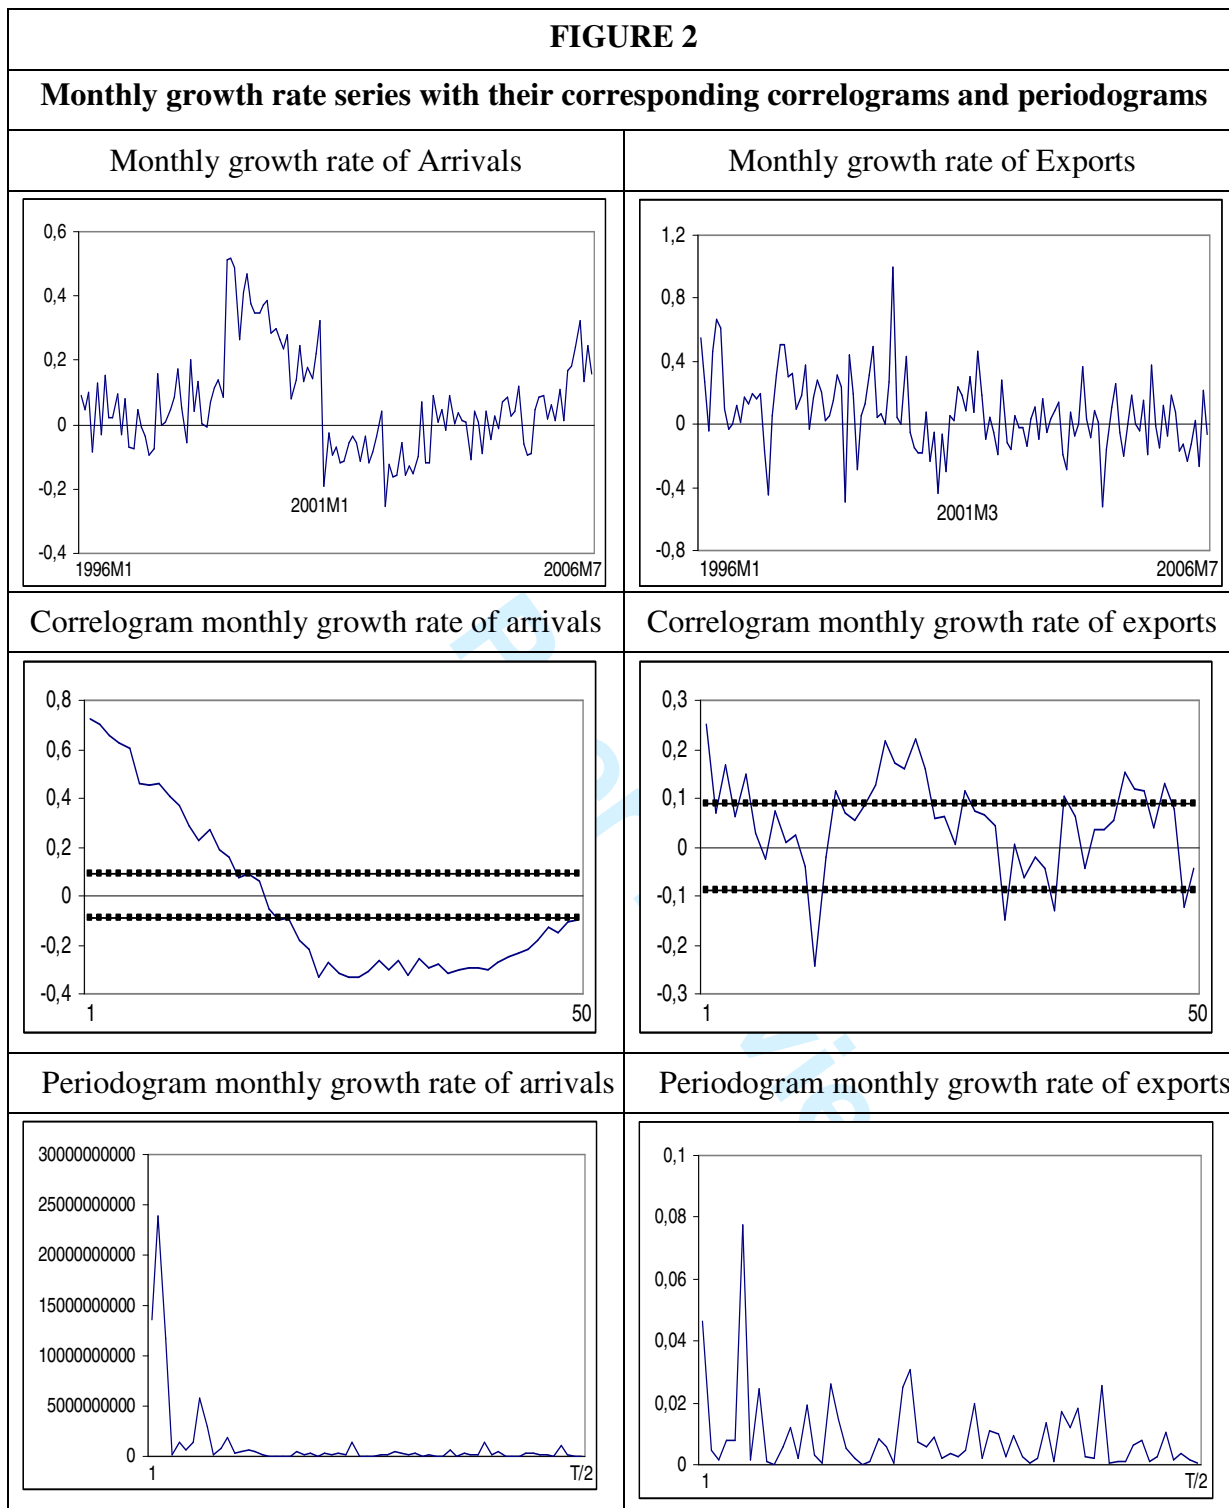 FIGURE 2
Monthly growth rate series with their corresponding correlograms and periodograms
Monthly growth rate of Arrivals
Monthly growth rate of Exports
0,6
0,4
0,2
0
-0,2
-0,4
2001M1
1996M1
2006M7
1,2
0,8
0,4
0
-0,4
-0,8
2001M3
1996M1
2006M7
Correlogram monthly growth rate of arrivals
Correlogram monthly growth rate of exports
0,8
0,6
0,4
0,2
0
-0,2
-0,4
1
50
0,3
0,2
0,1
0
-0,1
-0,2
-0,3
1
50
Periodogram monthly growth rate of arrivals
Periodogram monthly growth rate of exports
30000000000
25000000000
20000000000
15000000000
10000000000
5000000000
0
1
T/2
0,1
0,08
0,06
0,04
0,02
0
1
T/2